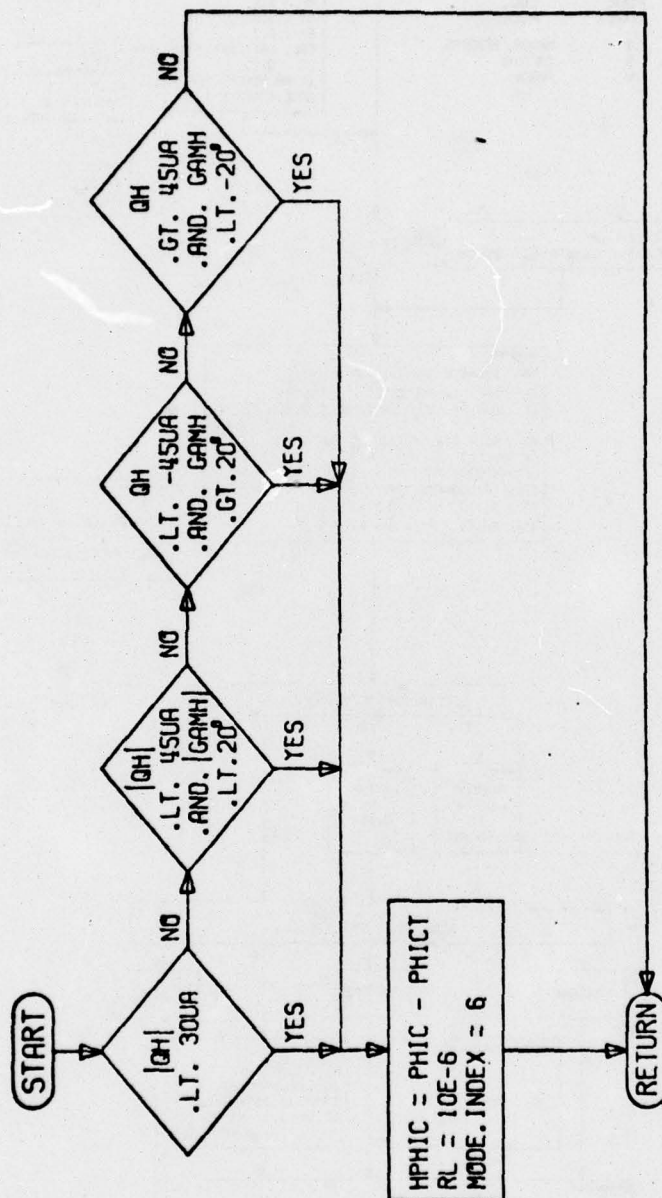 START
|QH|
.LT. 30UA
NO
YES
|QH|
.LT. 45UA
.AND. |GAMH|
.LT.20°
NO
YES
QH
.LT. -45UA
.AND. GAMH
.GT.20°
NO
YES
QH
.GT. 45UA
.AND. GAMH
.LT.-20°
NO
YES
HPHIC = PHIC - PHICT
RL = 10E-6
MODE.INDEX = 6
RETURN